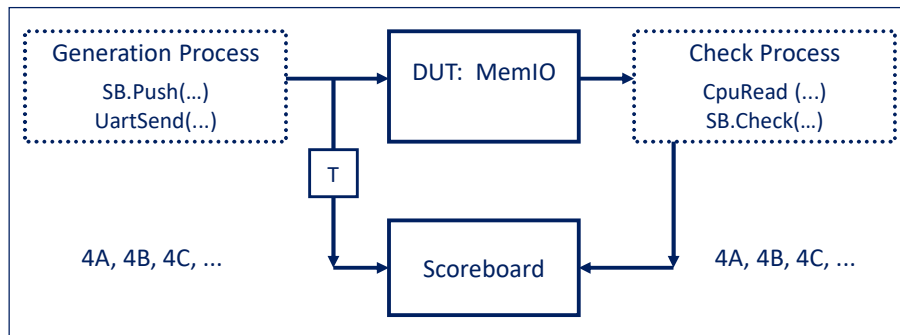 Generation Process
SB.Push(…)
UartSend(...)
DUT: MemIO
Check Process
CpuRead (...)
SB.Check(…)
T
4A, 4B, 4C, ...
Scoreboard
4A, 4B, 4C, ...